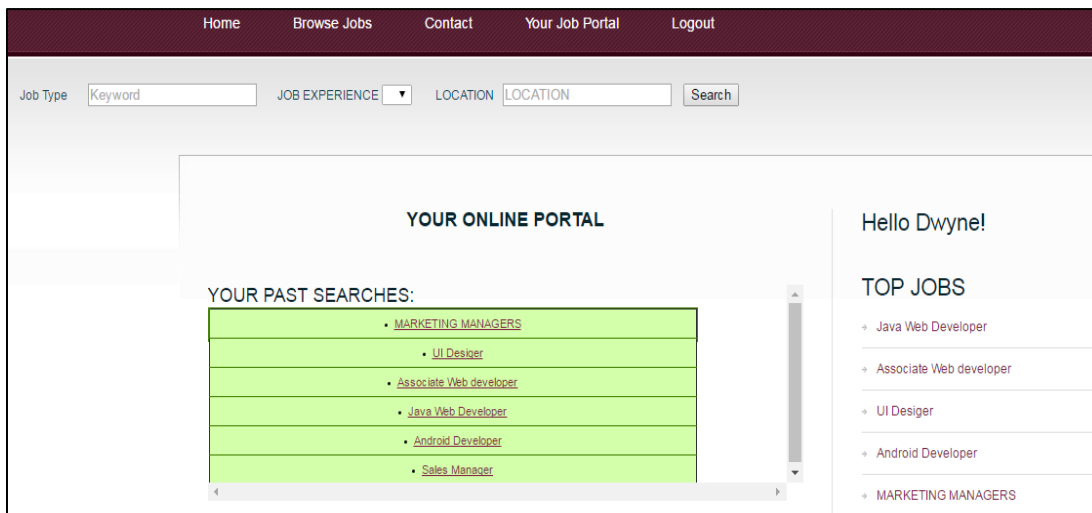 Home Browse Jobs Contact Your Job Portal Logout
Job Type Keyword JOB EXPERIENCE LOCATION LOCATION Search
YOUR ONLINE PORTAL
YOUR PAST SEARCHES:
• MARKETING MANAGERS
• UI Desiger
• Associate Web developer
• Java Web Developer
• Android Developer
• Sales Manager
Hello Dwyne!
TOP JOBS
Java Web Developer
Associate Web developer
UI Desiger
Android Developer
MARKETING MANAGERS